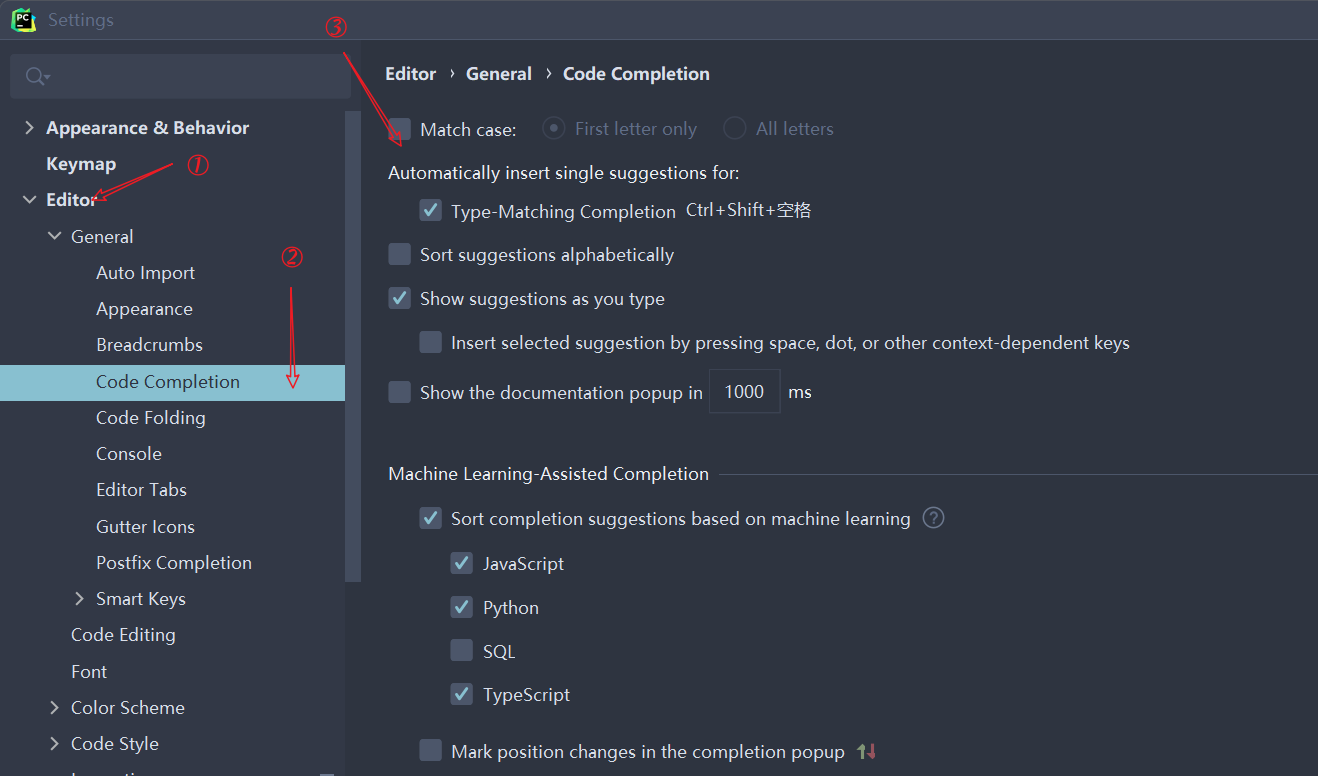 PC
Settings
③
Appearance & Behavior
Keymap
①
Editor
General
②
Auto Import
Appearance
Breadcrumbs
Code Completion
Code Folding
Console
Editor Tabs
Gutter Icons
Postfix Completion
Smart Keys
Code Editing
Font
Color Scheme
Code Style
Editor › General › Code Completion
Match case: First letter only All letters
Automatically insert single suggestions for:
Type-Matching Completion Ctrl+Shift+空格
Sort suggestions alphabetically
Show suggestions as you type
Insert selected suggestion by pressing space, dot, or other context-dependent keys
Show the documentation popup in 1000 ms
Machine Learning-Assisted Completion
Sort completion suggestions based on machine learning ?
JavaScript
Python
SQL
TypeScript
Mark position changes in the completion popup